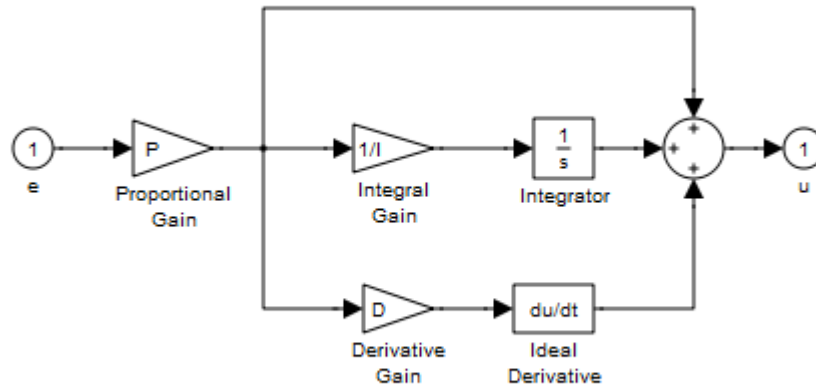 1
e
P
Proportional
Gain
1/I
Integral
Gain
1
s
Integrator
+
+
+
1
u
D
Derivative
Gain
du/dt
Ideal
Derivative